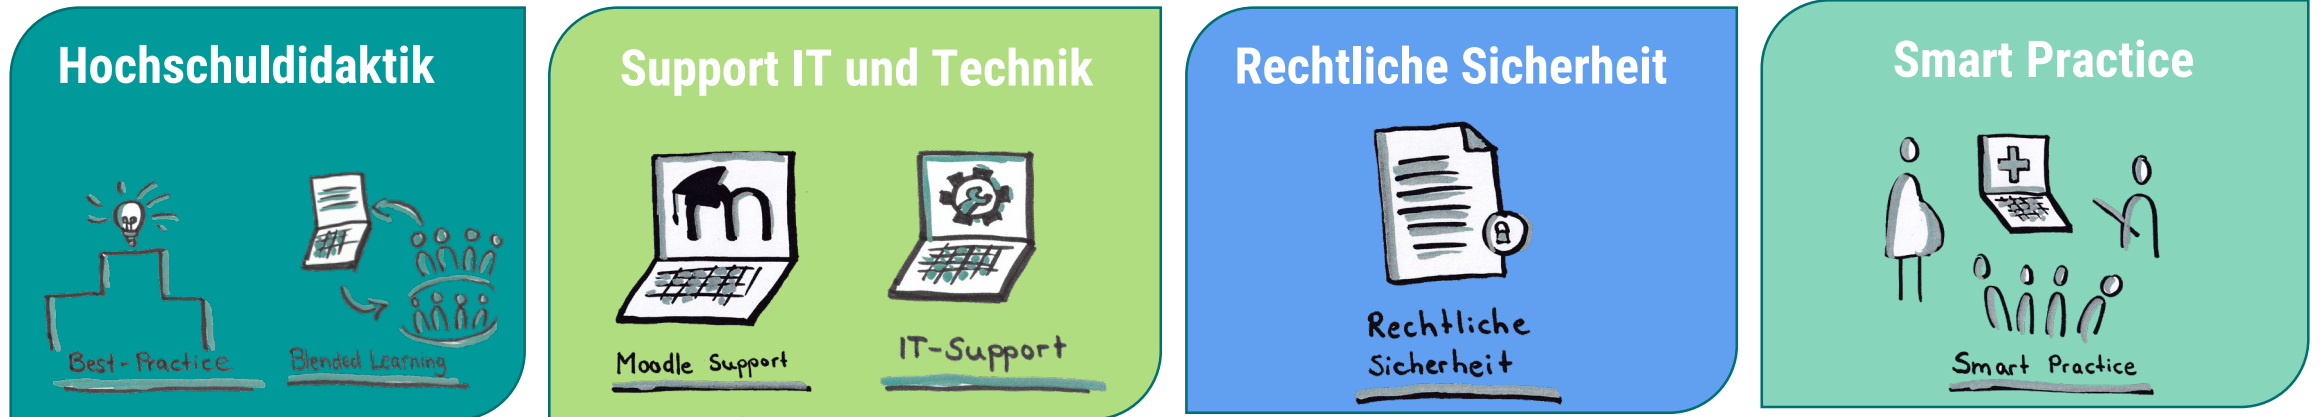 Hochschuldidaktik
Best-Practice
Blended Learning
Support IT und Technik
m
Moodle Support
IT-Support
Rechtliche Sicherheit
Rechtliche
Sicherheit
Smart Practice
Smart Practice